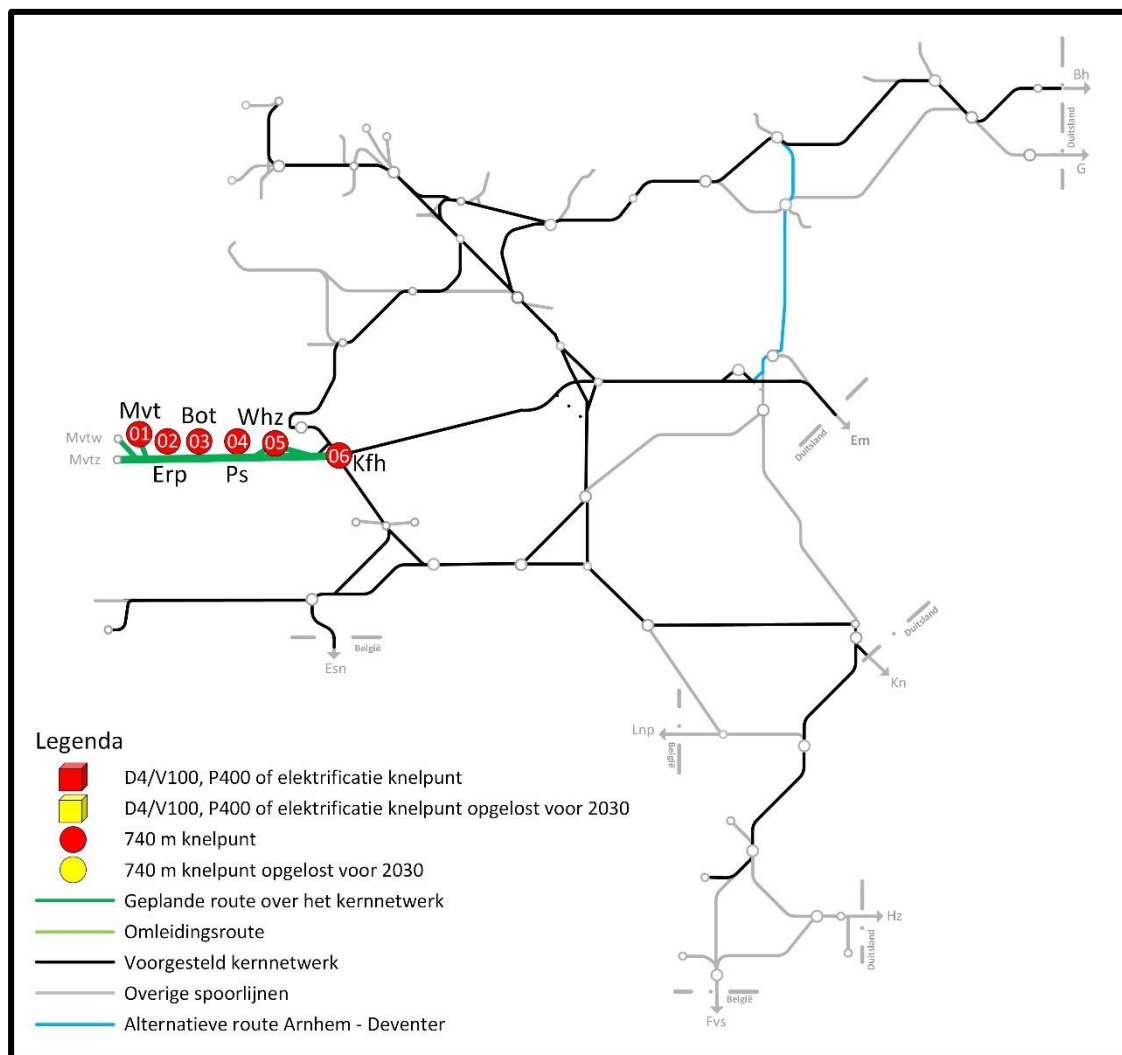 Bh
Duitsland
G
Mvt
Bot
Whz
Mvtw
01
02
03
04
05
06
Mvtz
Erp
Ps
Kfh
Duitsland
Em
Duitsland
België
Esn
Kn
Lnp
België
Legenda
D4/V100, P400 of elektrificatie knelpunt
D4/V100, P400 of elektrificatie knelpunt opgelost voor 2030
740 m knelpunt
740 m knelpunt opgelost voor 2030
Geplande route over het kernnetwerk
Omleidingsroute
Voorgesteld kernnetwerk
Overige spoorlijnen
Alternatieve route Arnhem - Deventer
Hz
Duitsland
België
Fvs